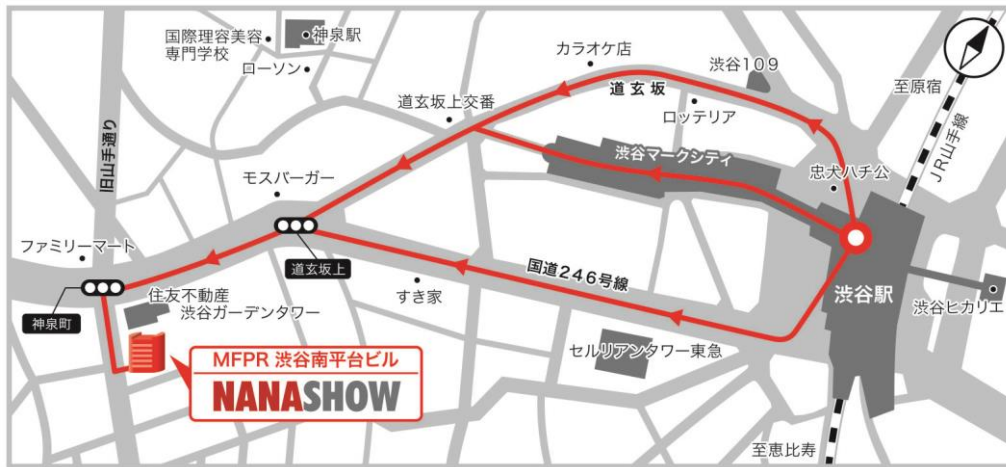 国際理容美容
専門学校
神泉駅
ローソン
カラオケ店
渋谷109
至原宿
JR山手線
道玄坂
ロッテリア
道玄坂上交番
旧山手通り
渋谷マークシティ
忠犬ハチ公
モスバーガー
ファミリーマート
道玄坂上
国道246号線
すき家
渋谷駅
渋谷ヒカリエ
神泉町
住友不動産
渋谷ガーデンタワー
セルリアンタワー東急
MFPR 渋谷南平台ビル
NANASHOW
至恵比寿